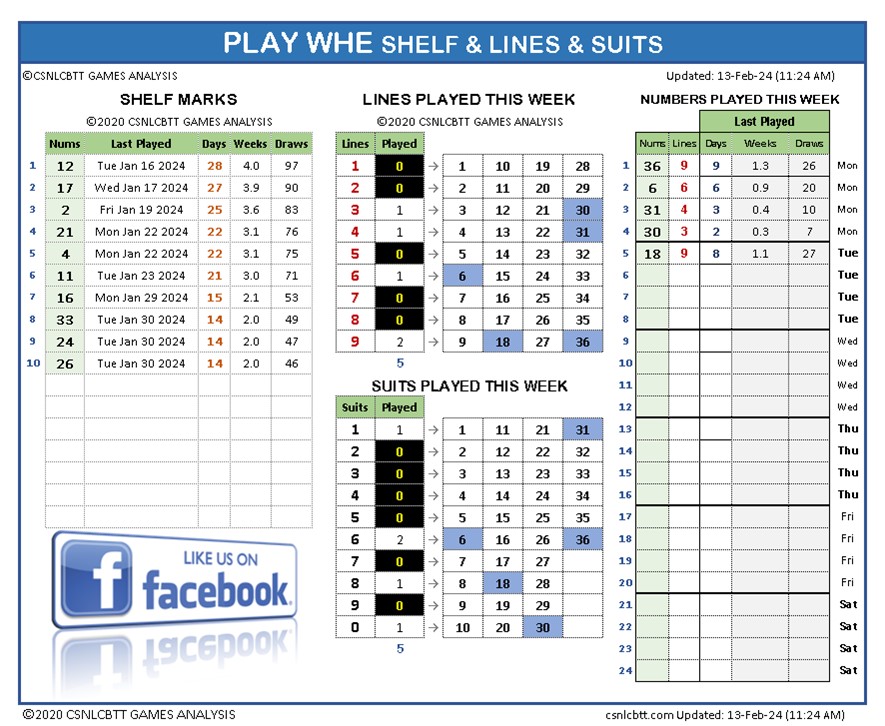 PLAY WHE SHELF & LINES & SUITS
©CSNLCBTT GAMES ANALYSIS
Updated: 13-Feb-24 (11:24 AM)
SHELF MARKS
©2020 CSNLCBTT GAMES ANALYSIS
Nums Last Played Days Weeks Draws
1 12 Tue Jan 16 2024 28 4.0 97
2 17 Wed Jan 17 2024 27 3.9 90
3 2 Fri Jan 19 2024 25 3.6 83
4 21 Mon Jan 22 2024 22 3.1 76
5 4 Mon Jan 22 2024 22 3.1 75
6 11 Tue Jan 23 2024 21 3.0 71
7 16 Mon Jan 29 2024 15 2.1 53
8 33 Tue Jan 30 2024 14 2.0 49
9 24 Tue Jan 30 2024 14 2.0 47
10 26 Tue Jan 30 2024 14 2.0 46
LIKE US ON
facebook
LINES PLAYED THIS WEEK
©2020 CSNLCBTT GAMES ANALYSIS
Lines Played
1 0 → 1 10 19 28
2 0 → 2 11 20 29
3 1 → 3 12 21 30
4 1 → 4 13 22 31
5 0 → 5 14 23 32
6 1 → 6 15 24 33
7 0 → 7 16 25 34
8 0 → 8 17 26 35
9 2 → 9 18 27 36
5
SUITS PLAYED THIS WEEK
Suits Played
1 1 → 1 11 21 31
2 0 → 2 12 22 32
3 0 → 3 13 23 33
4 0 → 4 14 24 34
5 0 → 5 15 25 35
6 2 → 6 16 26 36
7 0 → 7 17 27
8 1 → 8 18 28
9 0 → 9 19 29
0 1 → 10 20 30
5
NUMBERS PLAYED THIS WEEK
Last Played
Nums Lines Days Weeks Draws
1 36 9 9 1.3 26 Mon
2 6 6 6 0.9 20 Mon
3 31 4 3 0.4 10 Mon
4 30 3 2 0.3 7 Mon
5 18 9 8 1.1 27 Tue
6 Tue
7 Tue
8 Tue
9 Wed
10 Wed
11 Wed
12 Wed
13 Thu
14 Thu
15 Thu
16 Thu
17 Fri
18 Fri
19 Fri
20 Fri
21 Sat
22 Sat
23 Sat
24 Sat
©2020 CSNLCBTT GAMES ANALYSIS
csnlcbtt.com Updated: 13-Feb-24 (11:24 AM)